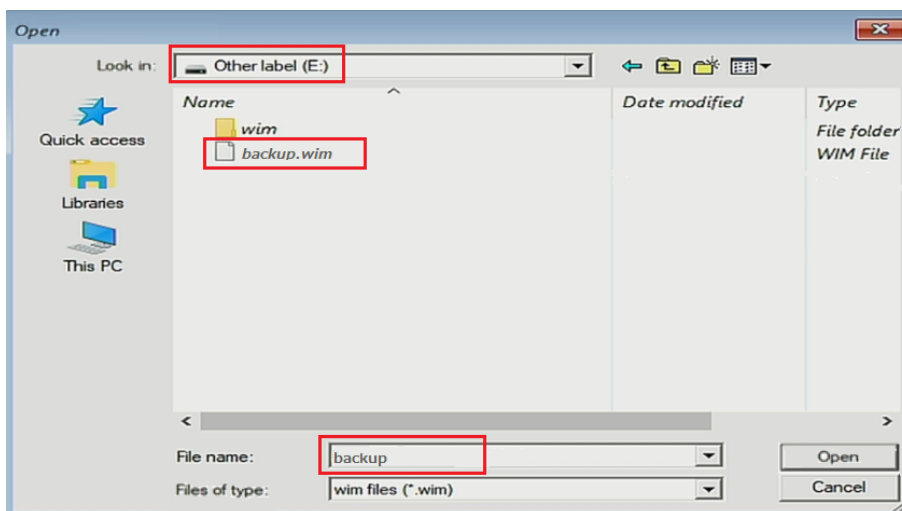 Open
Look in: Other label (E:)
Name Date modified Type
wim File folder
backup.wim WIM File
Quick access
Libraries
This PC
File name: backup Open
Files of type: wim files (*.wim) Cancel